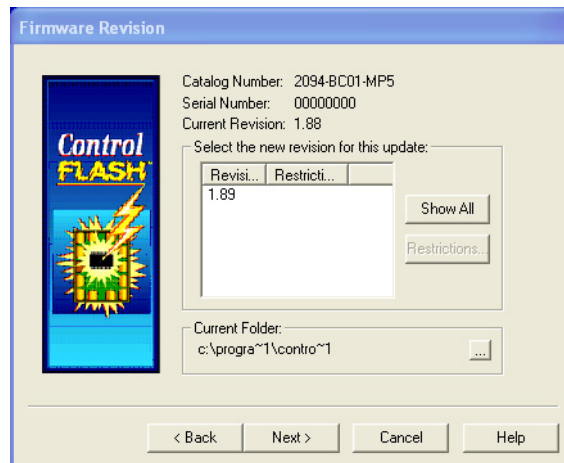 Firmware Revision
Control
FLASH
Catalog Number: 2094-BC01-MP5
Serial Number: 00000000
Current Revision: 1.88
Select the new revision for this update:
Revisi... Restricti...
1.89
Show All
Restrictions...
Current Folder:
c:\progra~1\contro~1
...
< Back Next > Cancel Help